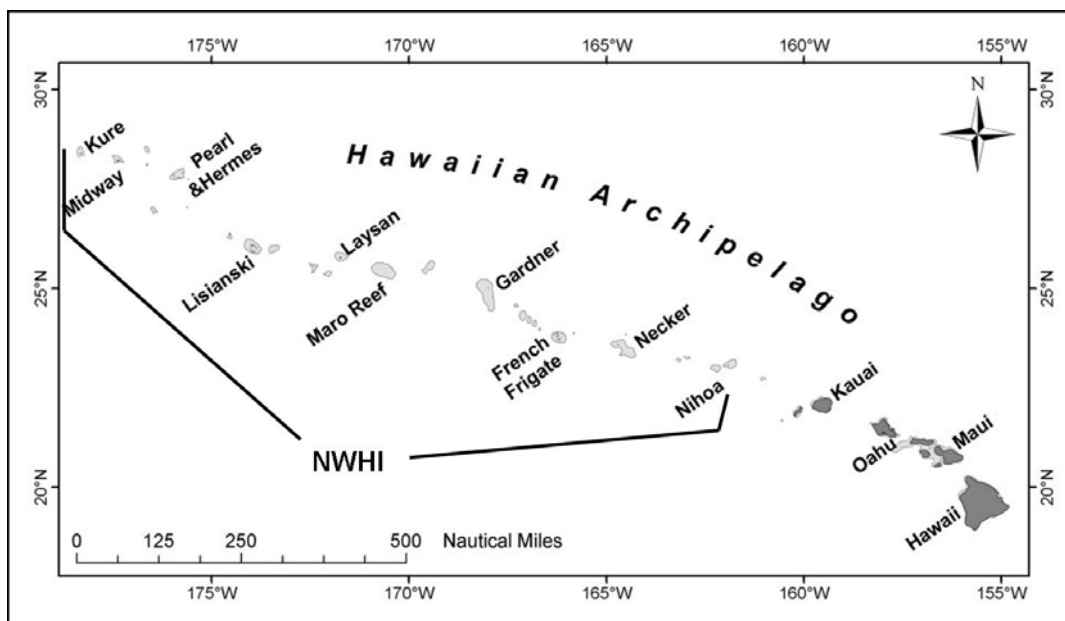 175°W 170°W 165°W 160°W 155°W
N
30°N 30°N
Kure
Pearl
&Hermes
Midway
Hawaiian Archipelago
Laysan
Lisianski
Gardner
25°N 25°N
Maro Reef
Necker
French
Frigate
Nihoa
Kauai
Oahu
Maui
NWHI
20°N 20°N
Hawaii
0 125 250 500 Nautical Miles
175°W 170°W 165°W 160°W 155°W